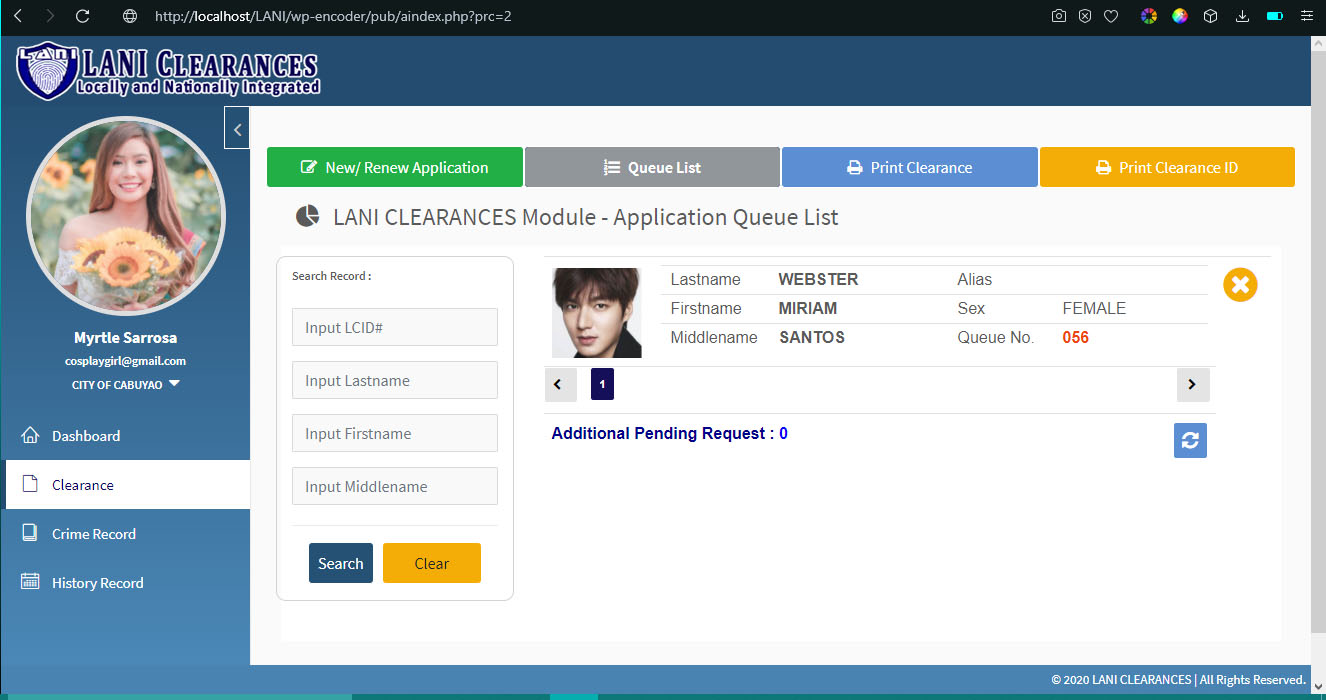 http://localhost/LANI/wp-encoder/pub/aindex.php?prc=2
LANI
LANI CLEARANCES
Locally and Nationally Integrated
New/ Renew Application
Queue List
Print Clearance
Print Clearance ID
LANI CLEARANCES Module - Application Queue List
Myrtle Sarrosa
cosplaygirl@gmail.com
CITY OF CABUYAO
Dashboard
Clearance
Crime Record
History Record
Search Record :
Input LCID#
Input Lastname
Input Firstname
Input Middlename
Search
Clear
Lastname WEBSTER Alias
Firstname MIRIAM Sex FEMALE
Middlename SANTOS Queue No. 056
1
Additional Pending Request : 0
© 2020 LANI CLEARANCES | All Rights Reserved.